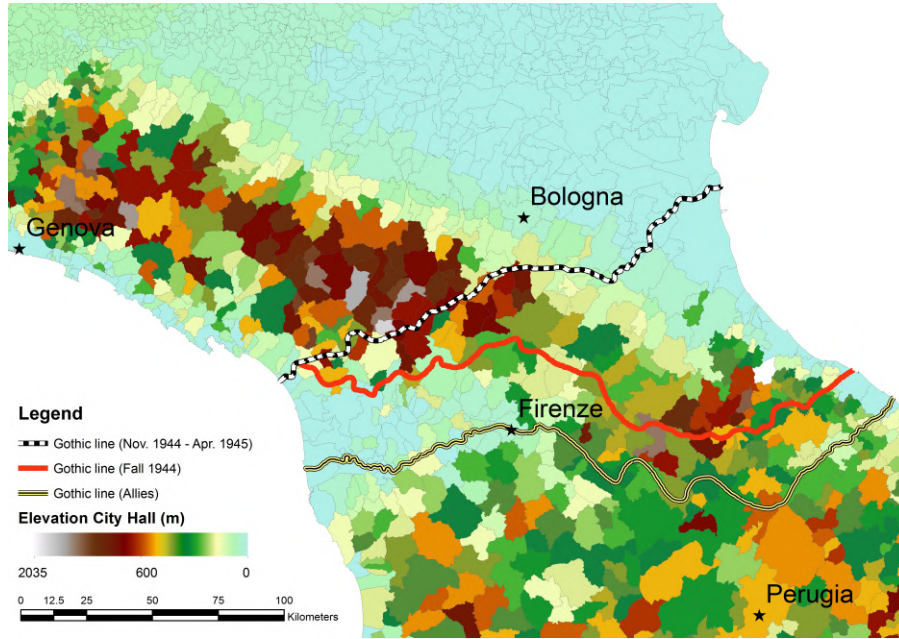 Bologna
Genova
Firenze
Legend
Gothic line (Nov. 1944 - Apr. 1945)
Gothic line (Fall 1944)
Gothic line (Allies)
Elevation City Hall (m)
2035 600 0
0 12.5 25 50 75 100
Kilometers
Perugia